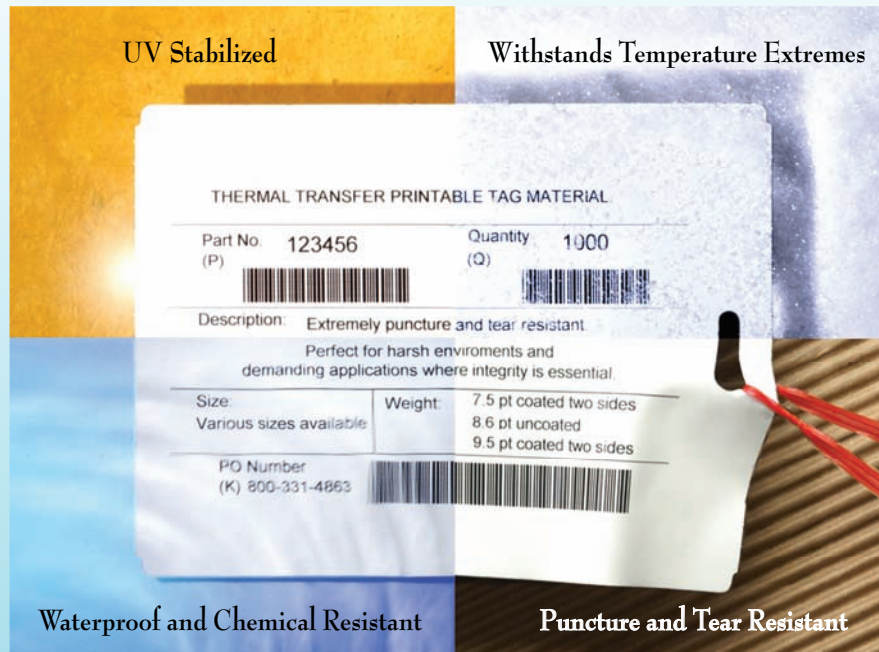 UV Stabilized
Withstands Temperature Extremes
THERMAL TRANSFER PRINTABLE TAG MATERIAL
Part No. 123456 Quantity 1000
(P) (Q)
Description: Extremely puncture and tear resistant
Perfect for harsh enviroments and
demanding applications where integrity is essential.
Size: Weight: 7.5 pt coated two sides
Various sizes available 8.6 pt uncoated
9.5 pt coated two sides
PO Number
(K) 800-331-4863
Waterproof and Chemical Resistant
Puncture and Tear Resistant